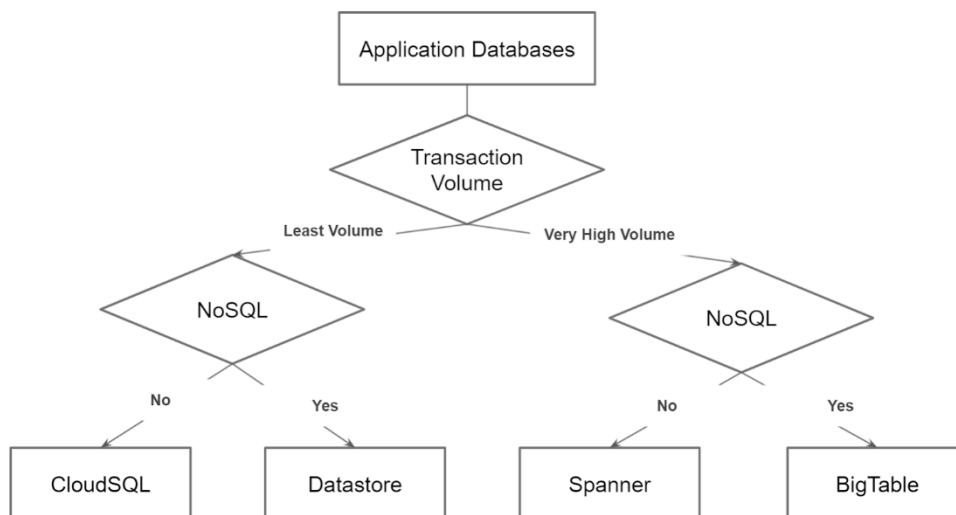 Application Databases
Transaction
Volume
Least Volume
Very High Volume
NoSQL
NoSQL
No
Yes
No
Yes
CloudSQL
Datastore
Spanner
BigTable